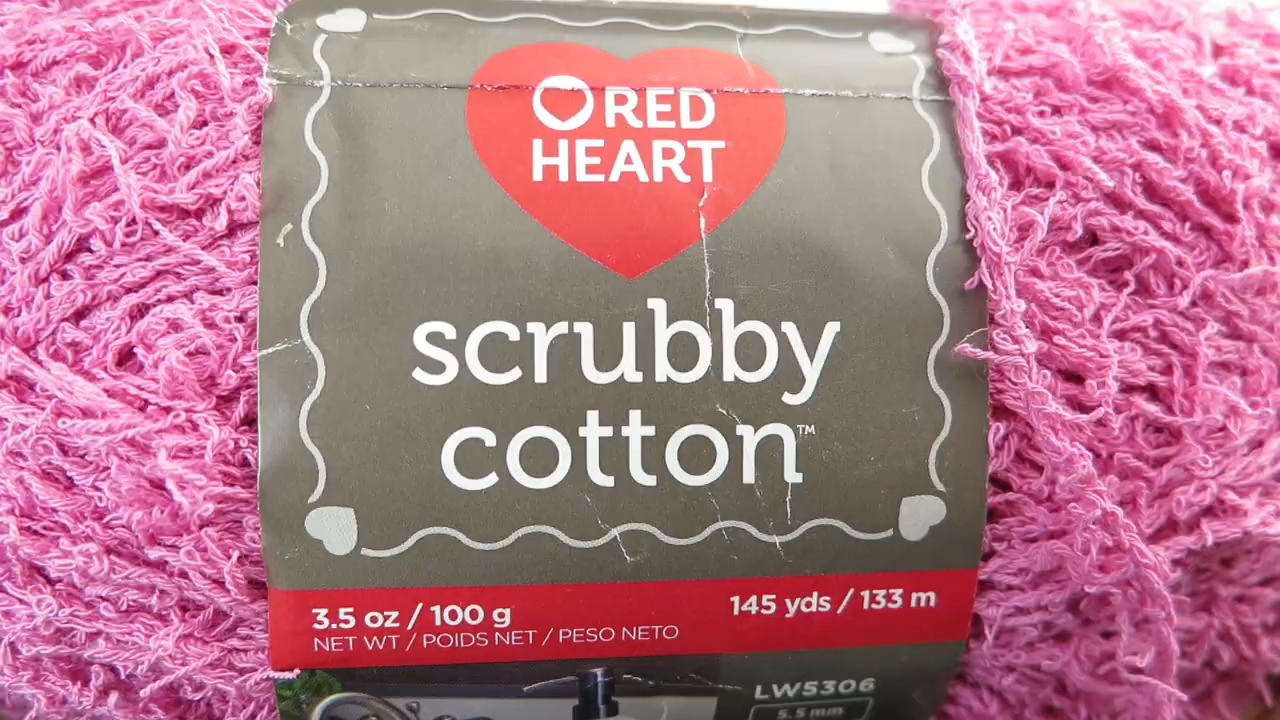 RED
HEART
scrubby
cotton™
3.5 oz / 100 g
145 yds / 133 m
NET WT / POIDS NET / PESO NETO
LW5306
5.5 mm